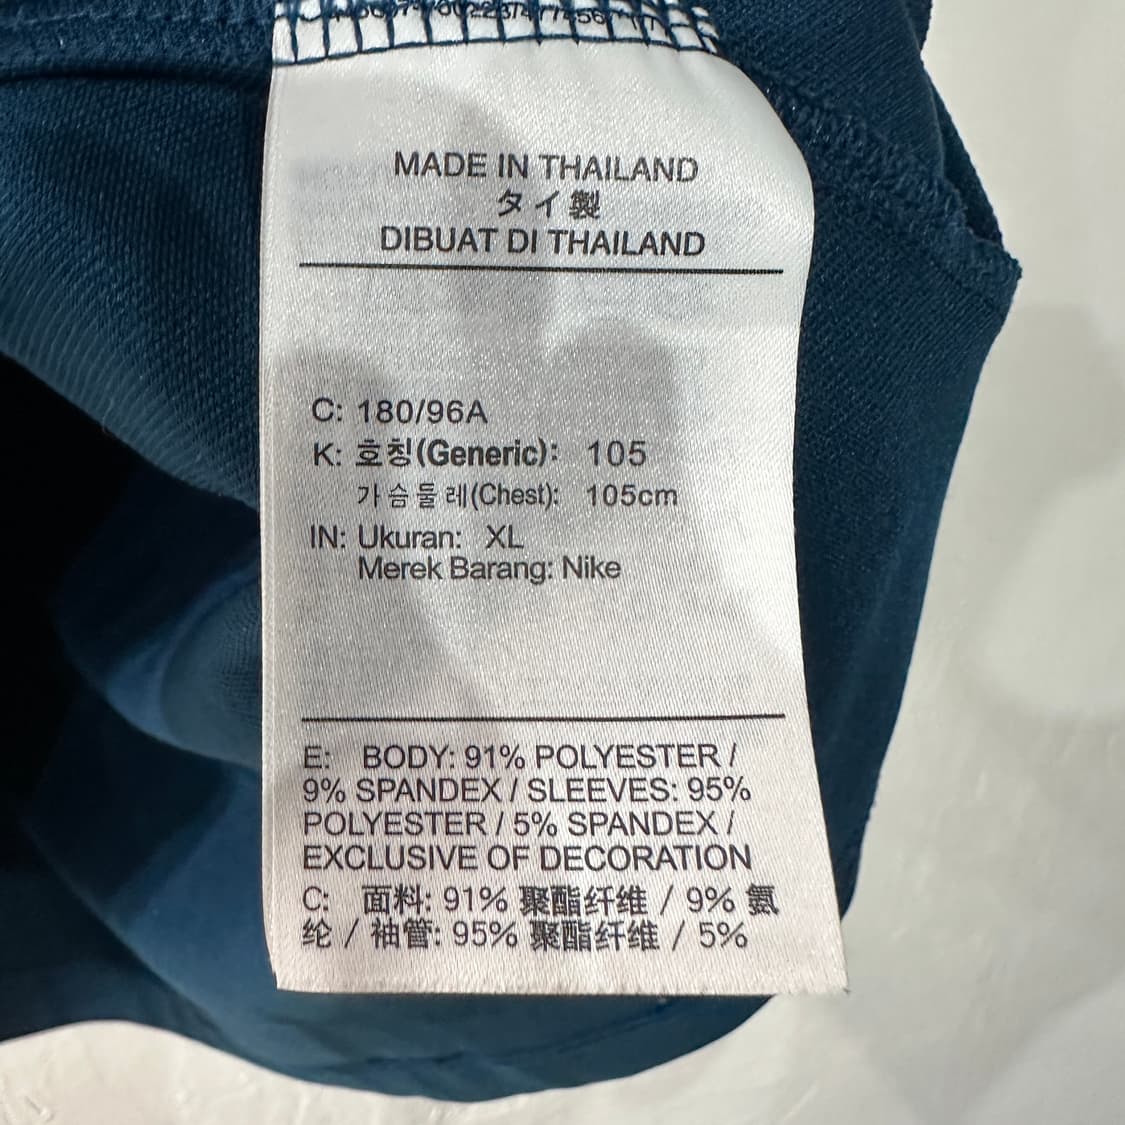 MADE IN THAILAND
タイ製
DIBUAT DI THAILAND
C: 180/96A
K: 호칭(Generic): 105
가슴둘레(Chest): 105cm
IN: Ukuran: XL
Merek Barang: Nike
E: BODY: 91% POLYESTER /
9% SPANDEX / SLEEVES: 95%
POLYESTER / 5% SPANDEX /
EXCLUSIVE OF DECORATION
C: 面料: 91% 聚酯纤维 / 9% 氨
纶 / 袖管: 95% 聚酯纤维 / 5%